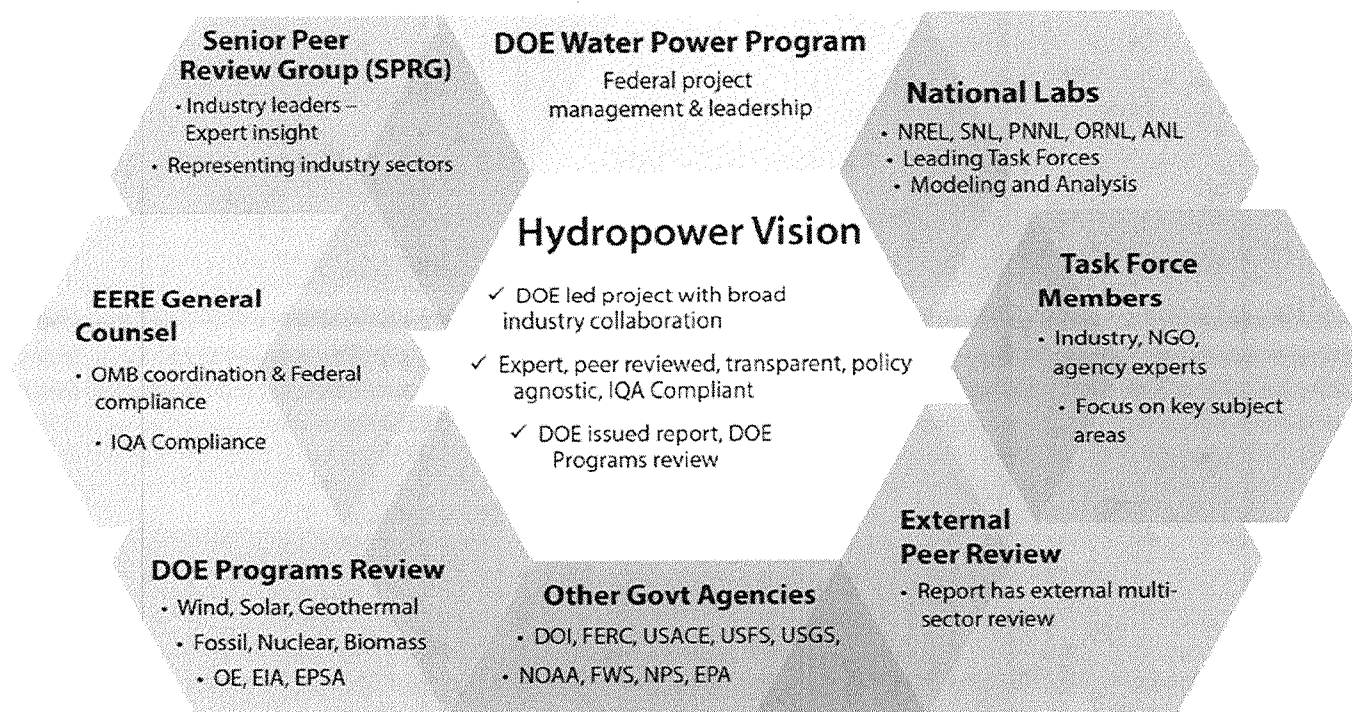 Senior Peer
Review Group (SPRG)
• Industry leaders –
Expert insight
• Representing industry sectors
DOE Water Power Program
Federal project
management & leadership
National Labs
• NREL, SNL, PNNL, ORNL, ANL
• Leading Task Forces
• Modeling and Analysis
Hydropower Vision
✓ DOE led project with broad
industry collaboration
✓ Expert, peer reviewed, transparent, policy
agnostic, IQA Compliant
✓ DOE issued report, DOE
Programs review
EERE General
Counsel
• OMB coordination & Federal
compliance
• IQA Compliance
Task Force
Members
• Industry, NGO,
agency experts
• Focus on key subject
areas
DOE Programs Review
• Wind, Solar, Geothermal
• Fossil, Nuclear, Biomass
• OE, EIA, EPSA
Other Govt Agencies
• DOI, FERC, USACE, USFS, USGS,
• NOAA, FWS, NPS, EPA
External
Peer Review
• Report has external multi-
sector review